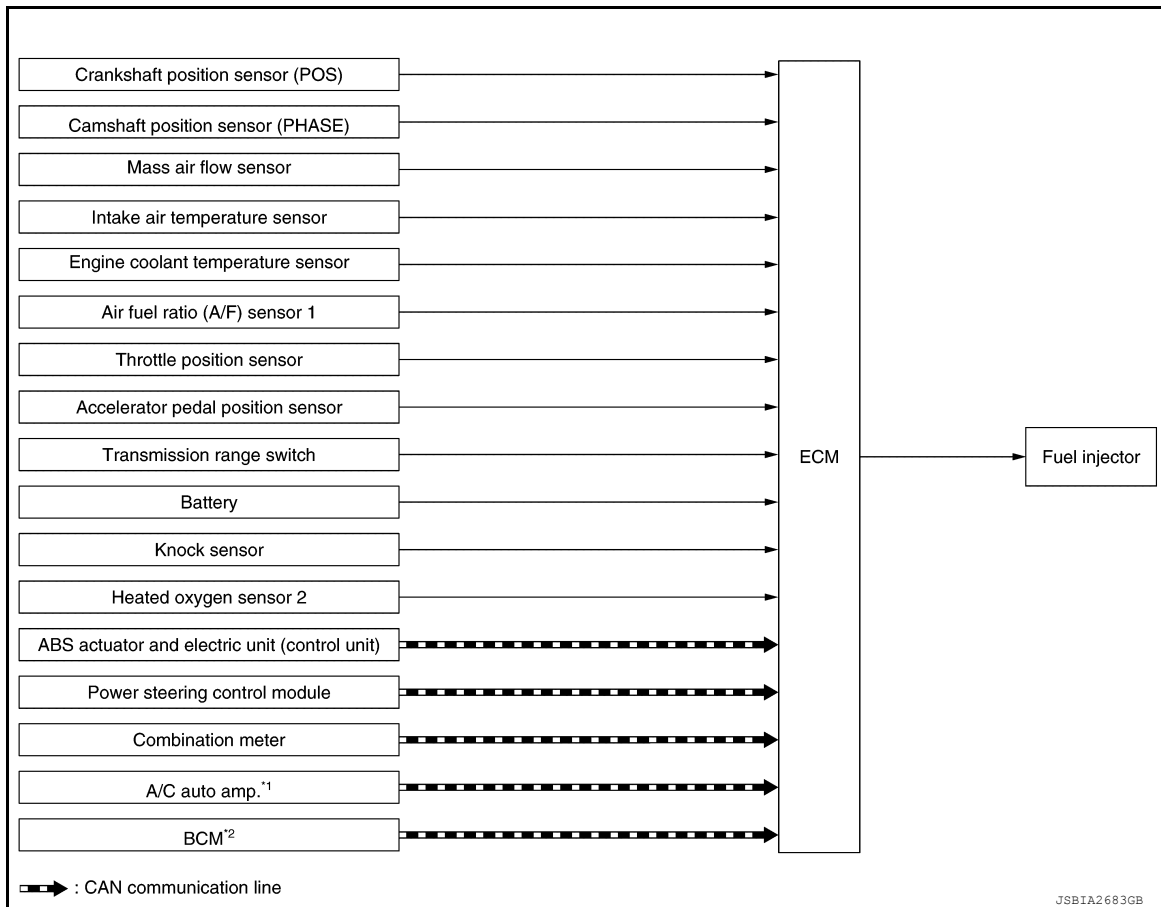 Crankshaft position sensor (POS)
Camshaft position sensor (PHASE)
Mass air flow sensor
Intake air temperature sensor
Engine coolant temperature sensor
Air fuel ratio (A/F) sensor 1
Throttle position sensor
Accelerator pedal position sensor
Transmission range switch
Battery
Knock sensor
Heated oxygen sensor 2
ABS actuator and electric unit (control unit)
Power steering control module
Combination meter
A/C auto amp.*1
BCM*2
ECM
Fuel injector
: CAN communication line
JSBIA2683GB